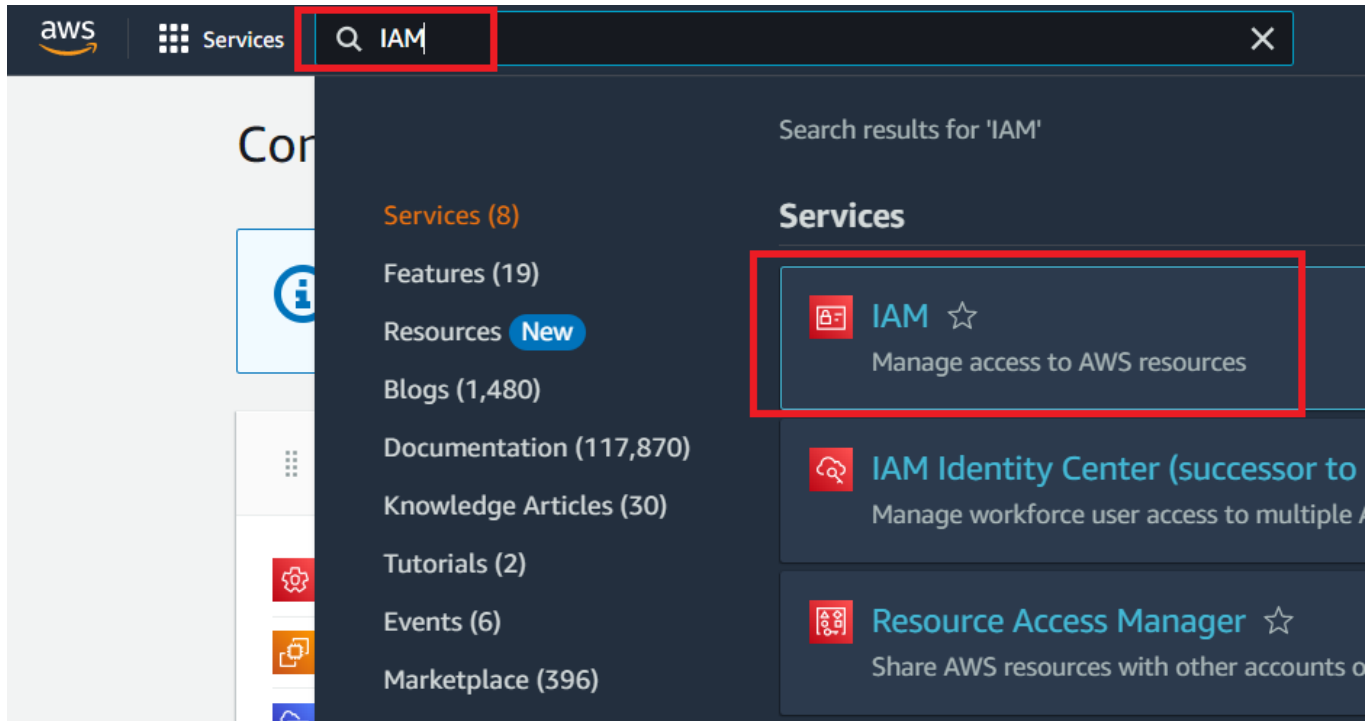 aws
Services
IAM
Search results for 'IAM'
Con
Services (8)
Features (19)
Resources New
Blogs (1,480)
Documentation (117,870)
Knowledge Articles (30)
Tutorials (2)
Events (6)
Marketplace (396)
Services
IAM
Manage access to AWS resources
IAM Identity Center (successor to
Manage workforce user access to multiple
Resource Access Manager
Share AWS resources with other accounts